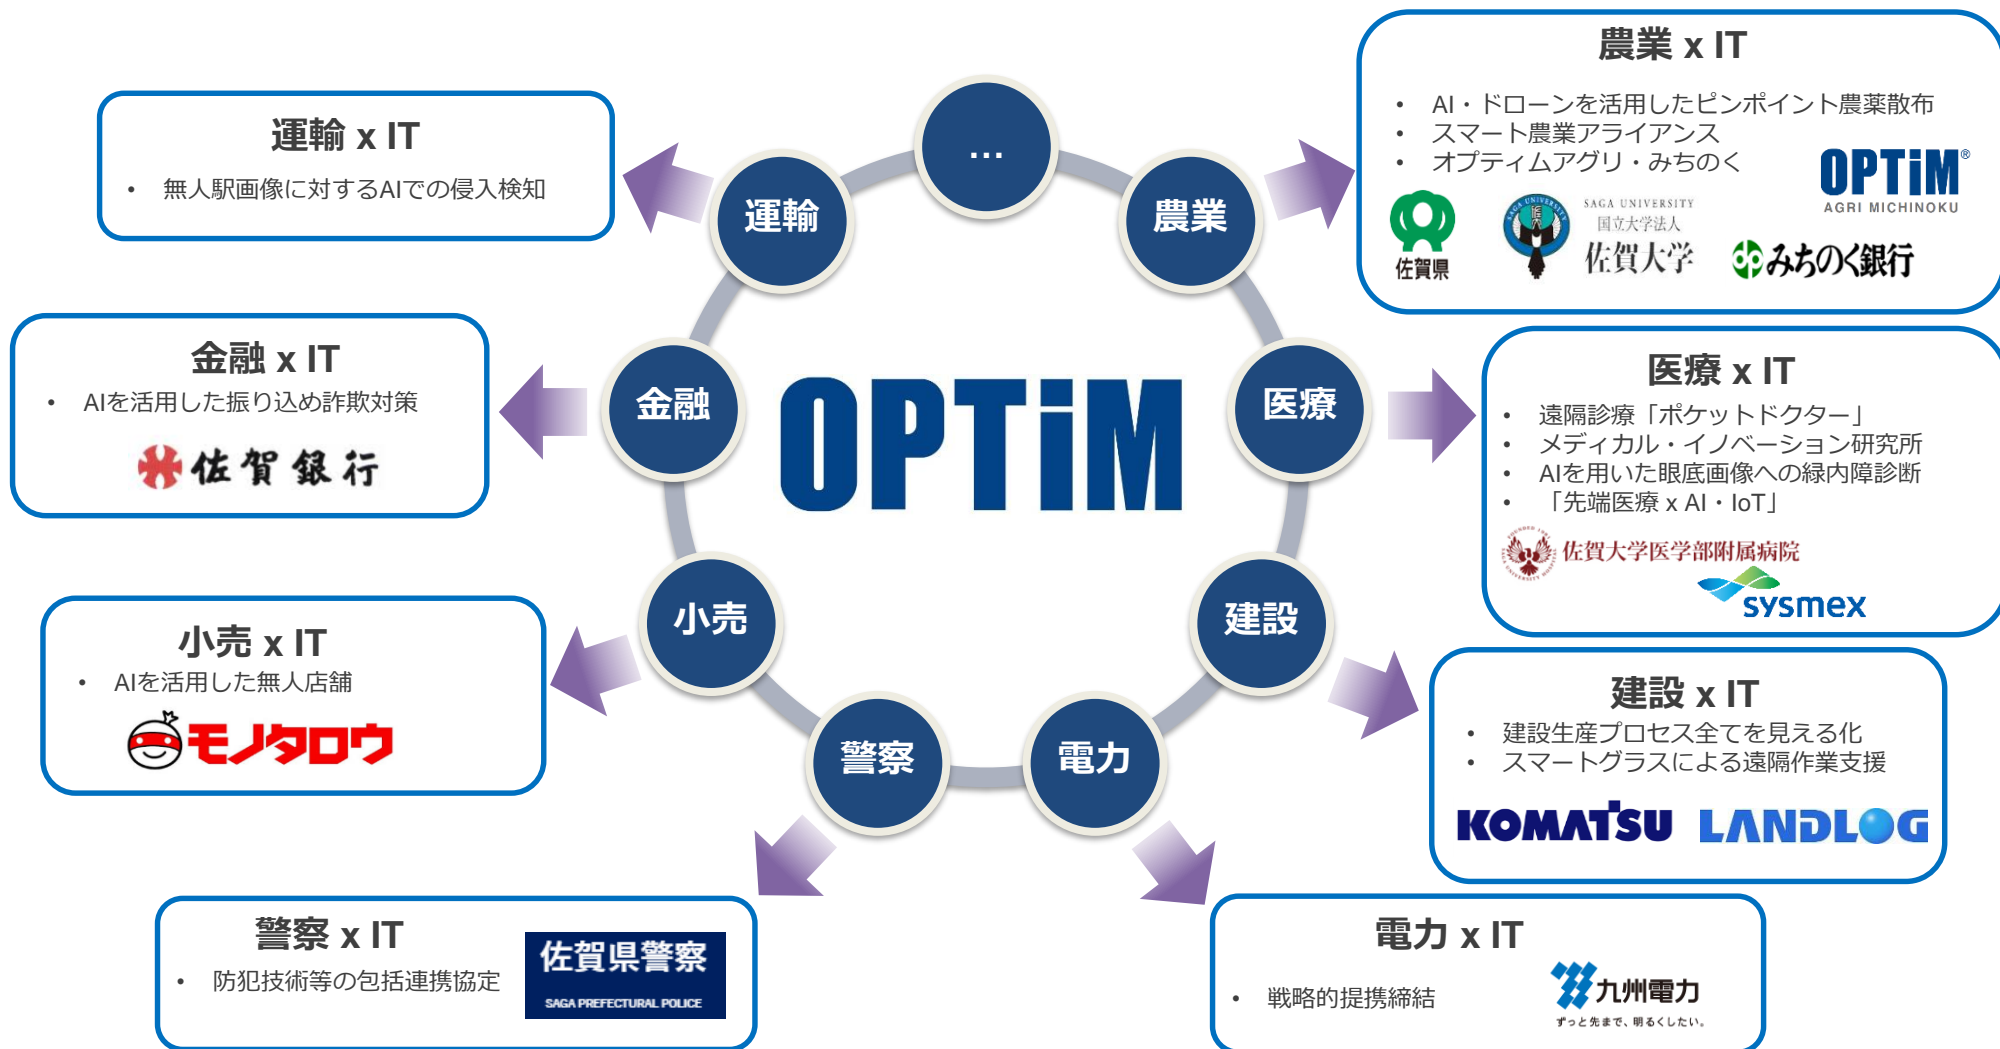 農業 x IT
• AI・ドローンを活用したピンポイント農薬散布
• スマート農業アライアンス
• オプティムアグリ・みちのく
OPTiM®
AGRI MICHINOKU
佐賀県
SAGA UNIVERSITY
SAGA UNIVERSITY
国立大学法人
佐賀大学
みちのく銀行
運輸 x IT
• 無人駅画像に対するAIでの侵入検知
...
運輸
農業
金融 x IT
• AIを活用した振り込め詐欺対策
佐賀銀行
金融
OPTiM
医療
医療 x IT
• 遠隔診療「ポケットドクター」
• メディカル・イノベーション研究所
• AIを用いた眼底画像への緑内障診断
• 「先端医療 x AI・IoT」
佐賀大学医学部附属病院
sysmex
小売
建設
小売 x IT
• AIを活用した無人店舗
モノタロウ
建設 x IT
• 建設生産プロセス全てを見える化
• スマートグラスによる遠隔作業支援
KOMATSU LANDLOG
警察
電力
警察 x IT
• 防犯技術等の包括連携協定
佐賀県警察
SAGA PREFECTURAL POLICE
電力 x IT
• 戦略的提携締結
九州電力
ずっと先まで、明るくしたい。